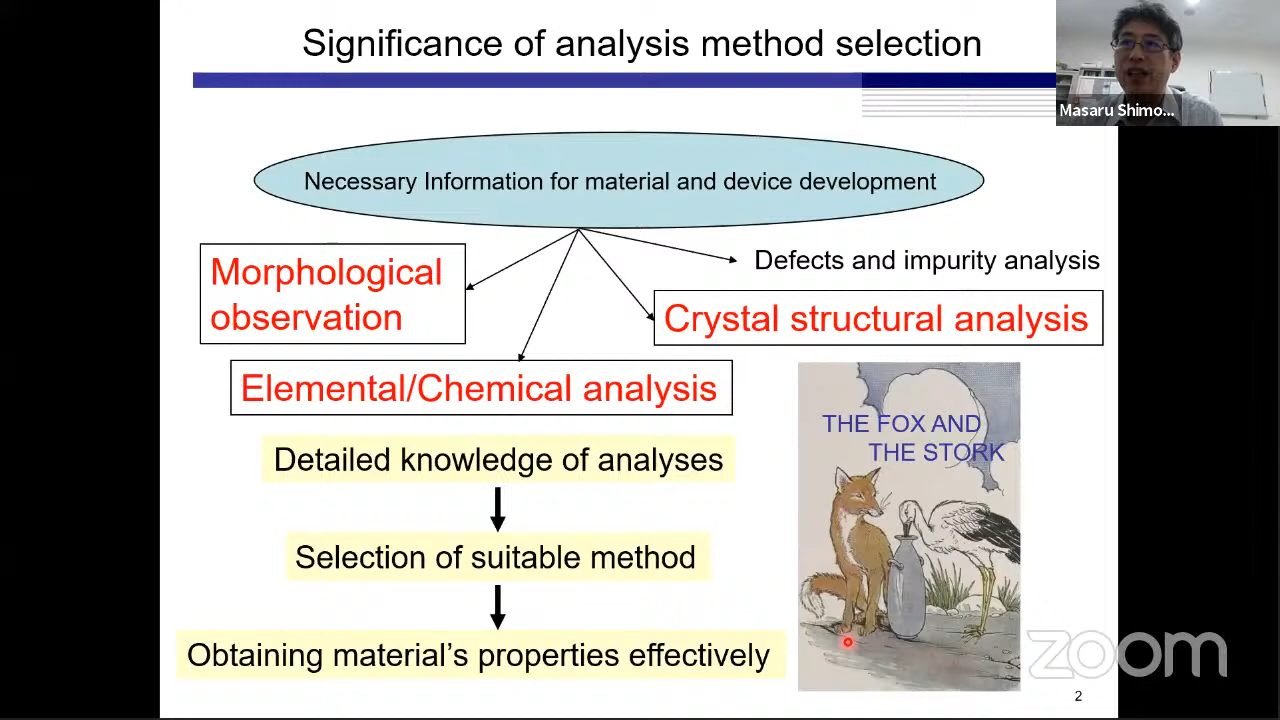 Significance of analysis method selection
Masaru Shimo...
Necessary Information for material and device development
Morphological
observation
Defects and impurity analysis
Crystal structural analysis
Elemental/Chemical analysis
Detailed knowledge of analyses
Selection of suitable method
Obtaining material's properties effectively
THE FOX AND
THE STORK
zoom
2